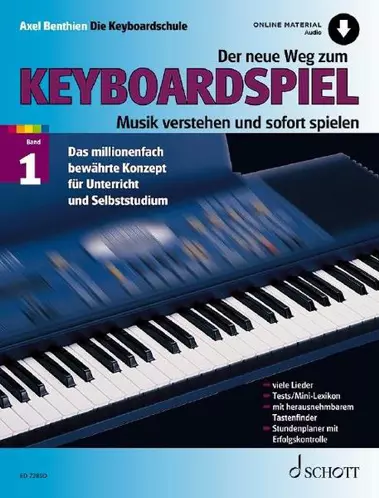 Axel Benthien Die Keyboardschule
ONLINE MATERIAL
Audio
Der neue Weg zum
KEYBOARDSPIEL
Musik verstehen und sofort spielen
Band
1
Das millionenfach
bewährte Konzept
für Unterricht
und Selbststudium
• viele Lieder
• Tests/Mini-Lexikon
• mit herausnehmbarem
Tastenfinder
• Stundenplaner mit
Erfolgskontrolle
SCHOTT